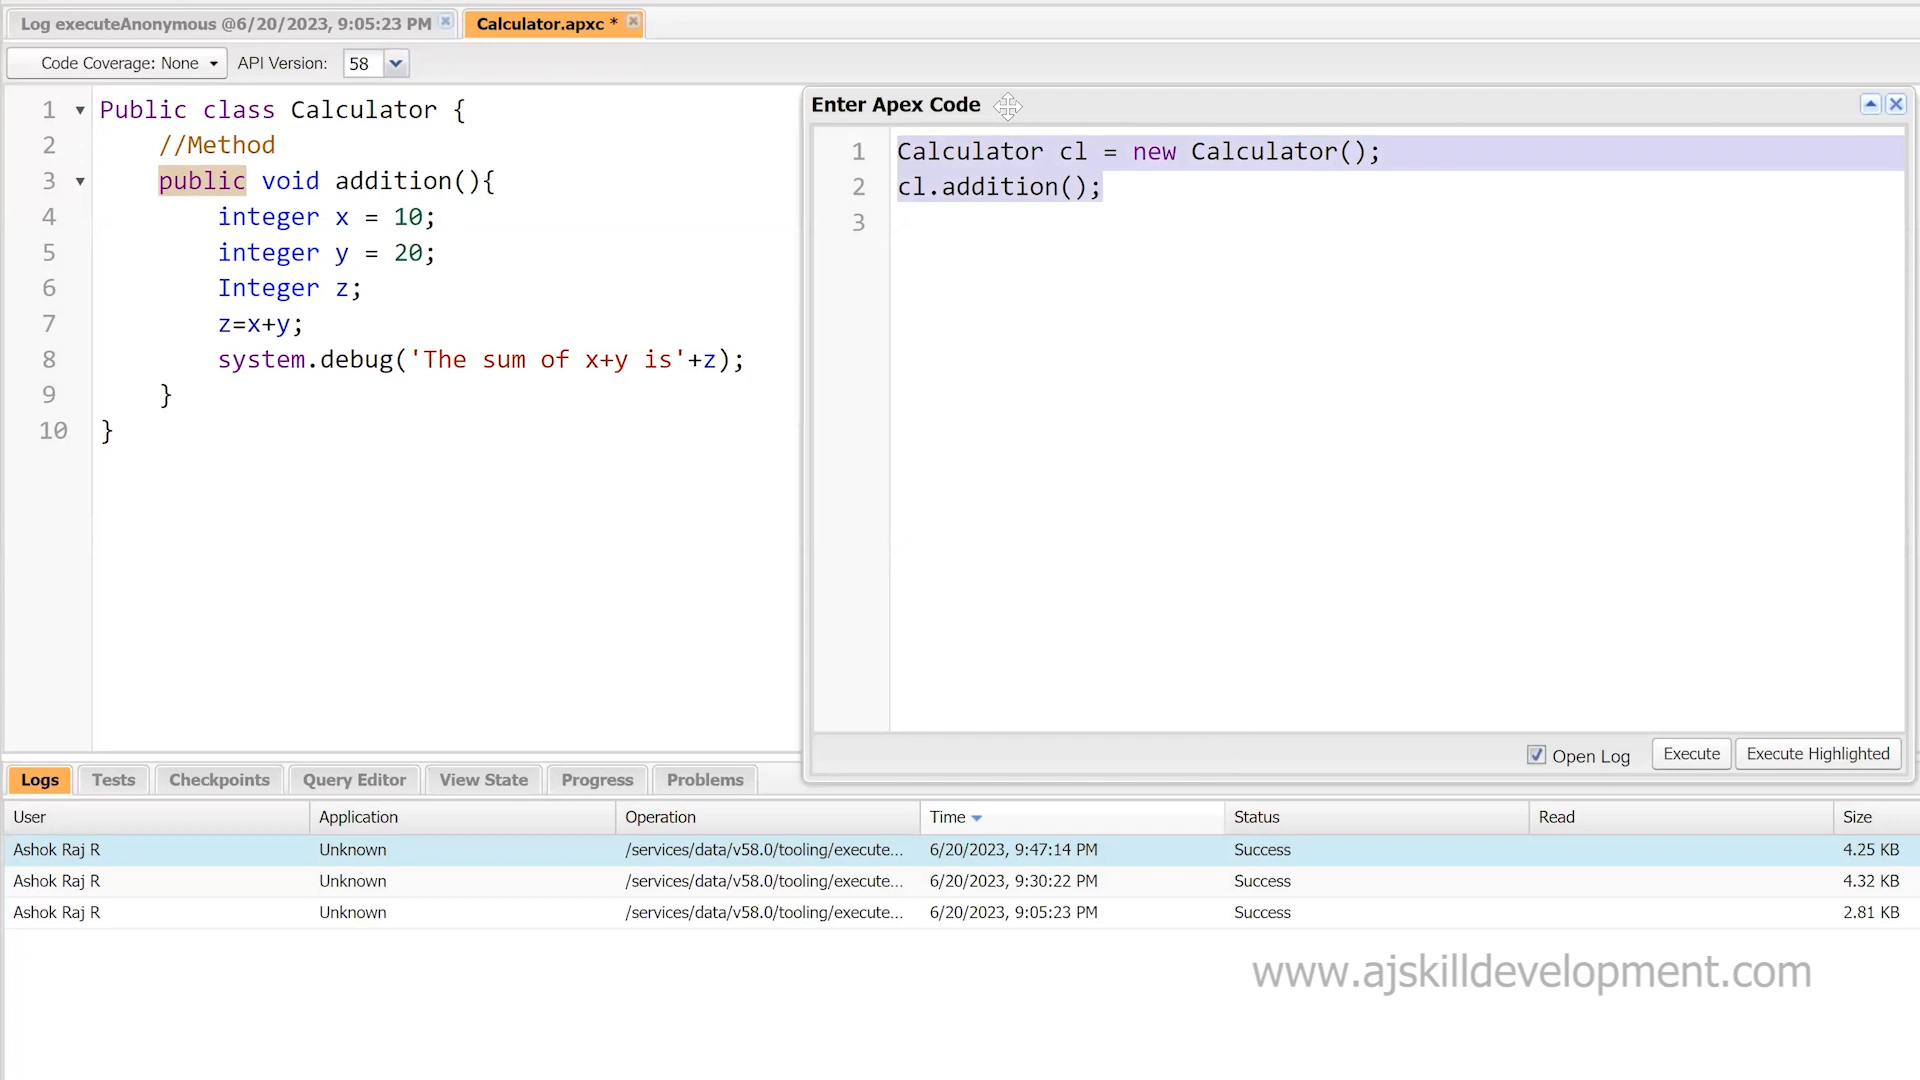 Log executeAnonymous @6/20/2023, 9:05:23 PM
Calculator.apxc *
Code Coverage: None
API Version: 58
1 Public class Calculator {
2 //Method
3 public void addition(){
4 integer x = 10;
5 integer y = 20;
6 Integer z;
7 z=x+y;
8 system.debug('The sum of x+y is'+z);
9 }
10 }
Enter Apex Code
1 Calculator cl = new Calculator();
2 cl.addition();
3
Open Log Execute Execute Highlighted
Logs Tests Checkpoints Query Editor View State Progress Problems
User Application Operation Time Status Read Size
Ashok Raj R Unknown /services/data/v58.0/tooling/execute... 6/20/2023, 9:47:14 PM Success 4.25 KB
Ashok Raj R Unknown /services/data/v58.0/tooling/execute... 6/20/2023, 9:30:22 PM Success 4.32 KB
Ashok Raj R Unknown /services/data/v58.0/tooling/execute... 6/20/2023, 9:05:23 PM Success 2.81 KB
www.ajskilldevelopment.com